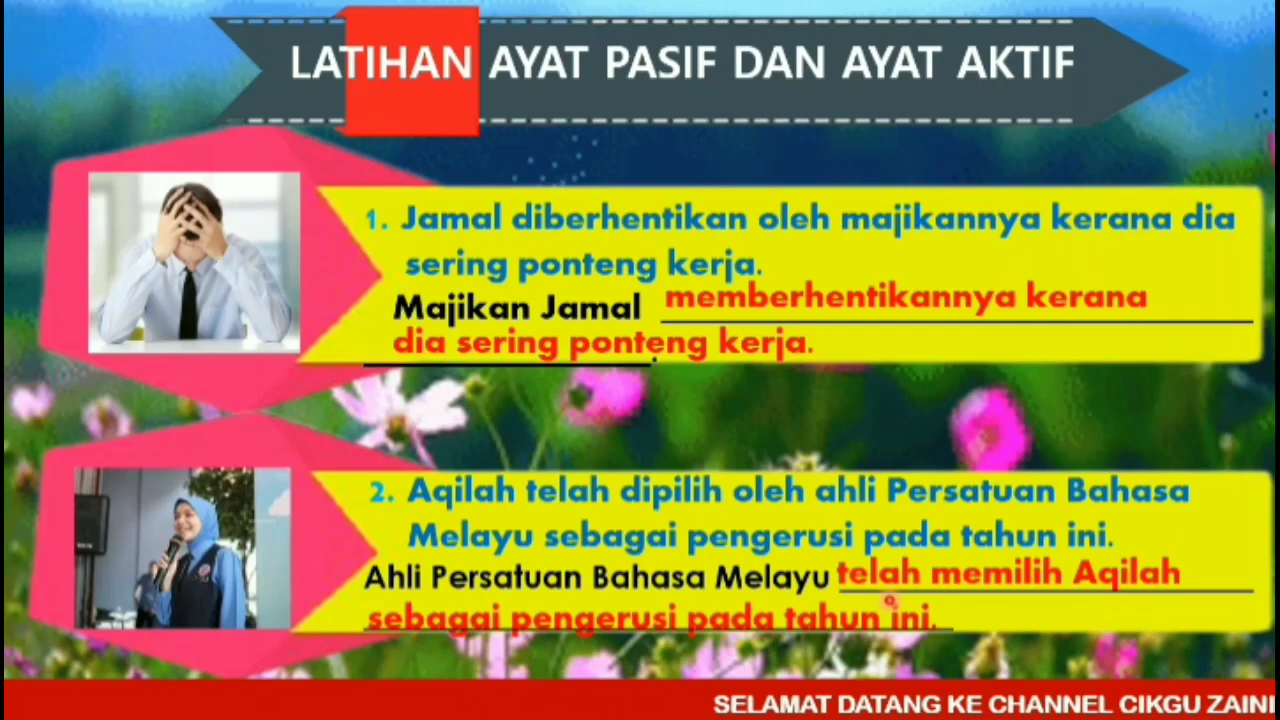 LATIHAN AYAT PASIF DAN AYAT AKTIF
1. Jamal diberhentikan oleh majikannya kerana dia
sering ponteng kerja.
Majikan Jamal memberhentikannya kerana
dia sering ponteng kerja.
2. Aqilah telah dipilih oleh ahli Persatuan Bahasa
Melayu sebagai pengerusi pada tahun ini.
Ahli Persatuan Bahasa Melayu telah memilih Aqilah
sebagai pengerusi pada tahun ini.
SELAMAT DATANG KE CHANNEL CIKGU ZAINI